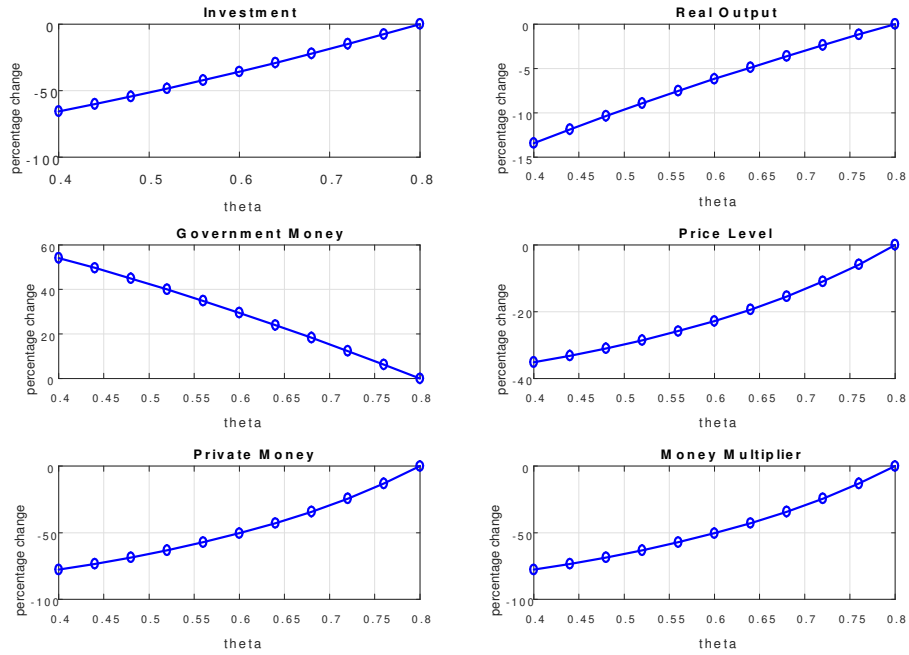 Investment
percentage change
0
-50
-100
0.4 0.5 0.6 0.7 0.8
theta
Real Output
percentage change
0
-5
-10
-15
0.4 0.45 0.5 0.55 0.6 0.65 0.7 0.75 0.8
theta
Government Money
percentage change
60
40
20
0
0.4 0.45 0.5 0.55 0.6 0.65 0.7 0.75 0.8
theta
Price Level
percentage change
0
-20
-40
0.4 0.45 0.5 0.55 0.6 0.65 0.7 0.75 0.8
theta
Private Money
percentage change
0
-50
-100
0.4 0.45 0.5 0.55 0.6 0.65 0.7 0.75 0.8
theta
Money Multiplier
percentage change
0
-50
-100
0.4 0.45 0.5 0.55 0.6 0.65 0.7 0.75 0.8
theta